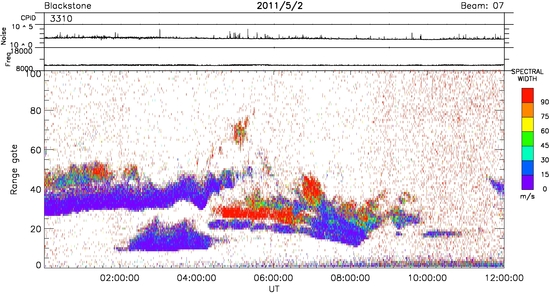 Blackstone 2011/5/2 Beam: 07
CPID 3310
10^5
Noise
10^0
18000
Freq
8000
SPECTRAL
WIDTH
100
80
60
40
20
0
Range gate
90
75
60
45
30
15
0
m/s
02:00:00 04:00:00 06:00:00 08:00:00 10:00:00 12:00:00
UT